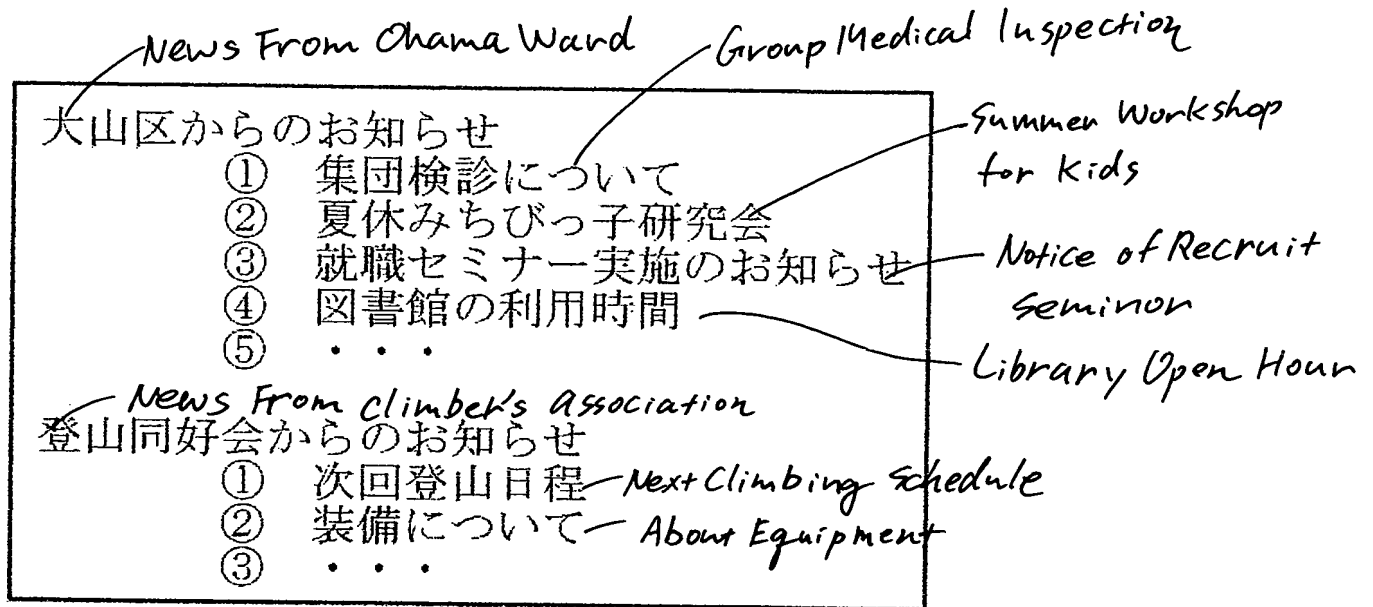 News From Ohama Ward
Group Medical Inspection
大山区からのお知らせ
① 集団検診について
Summer Workshop
for Kids
② 夏休みちびっ子研究会
③ 就職セミナー実施のお知らせ
Notice of Recruit
Seminor
④ 図書館の利用時間
Library Open Hour
⑤ ・・・
News From Climber's Association
登山同好会からのお知らせ
① 次回登山日程
Next Climbing Schedule
② 装備について
About Equipment
③ ・・・